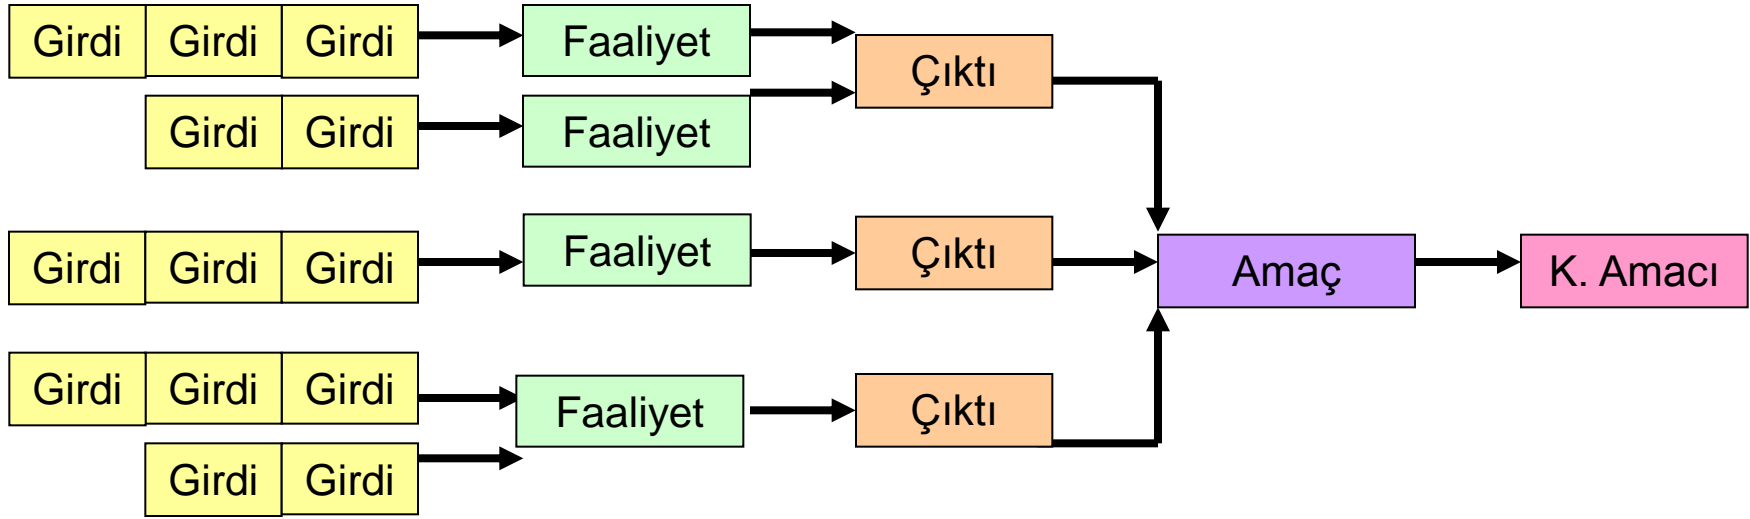 Girdi Girdi Girdi Faaliyet Çıktı
Girdi Girdi Faaliyet
Girdi Girdi Girdi Faaliyet Çıktı Amaç K. Amacı
Girdi Girdi Girdi Faaliyet Çıktı
Girdi Girdi